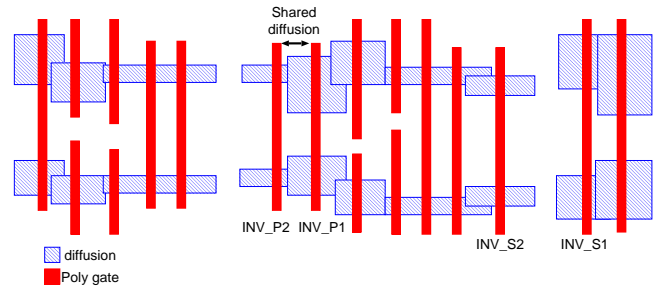 Shared
diffusion
INV_P2 INV_P1 INV_S2 INV_S1
diffusion
Poly gate